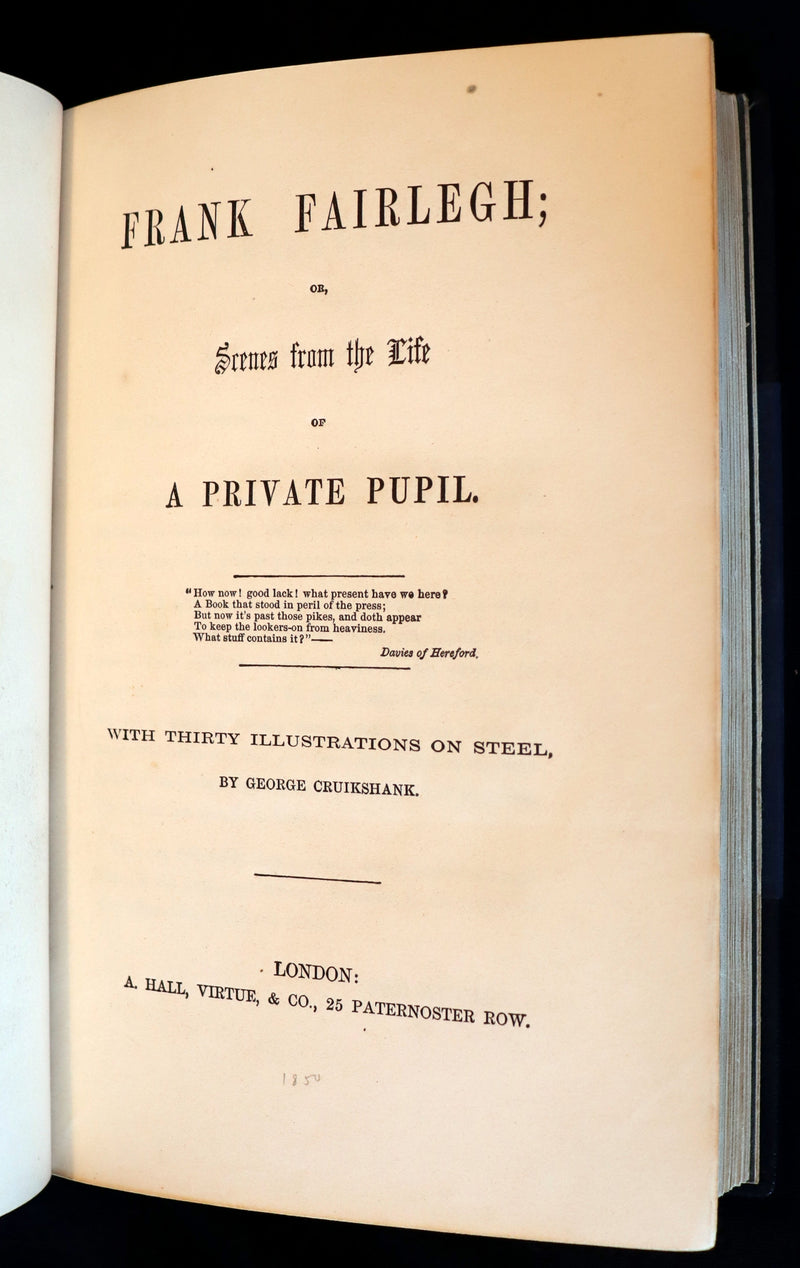 FRANK FAIRLEGH;
OR,
Scenes from the Life
OF
A PRIVATE PUPIL.
"How now! good lack! what present have we here?
A Book that stood in peril of the press;
But now it's past those pikes, and doth appear
To keep the lookers-on from heaviness.
What stuff contains it?"—
Davies of Hereford.
WITH THIRTY ILLUSTRATIONS ON STEEL,
BY GEORGE CRUIKSHANK.
LONDON:
A. HALL, VIRTUE, & CO., 25 PATERNOSTER ROW.
1850